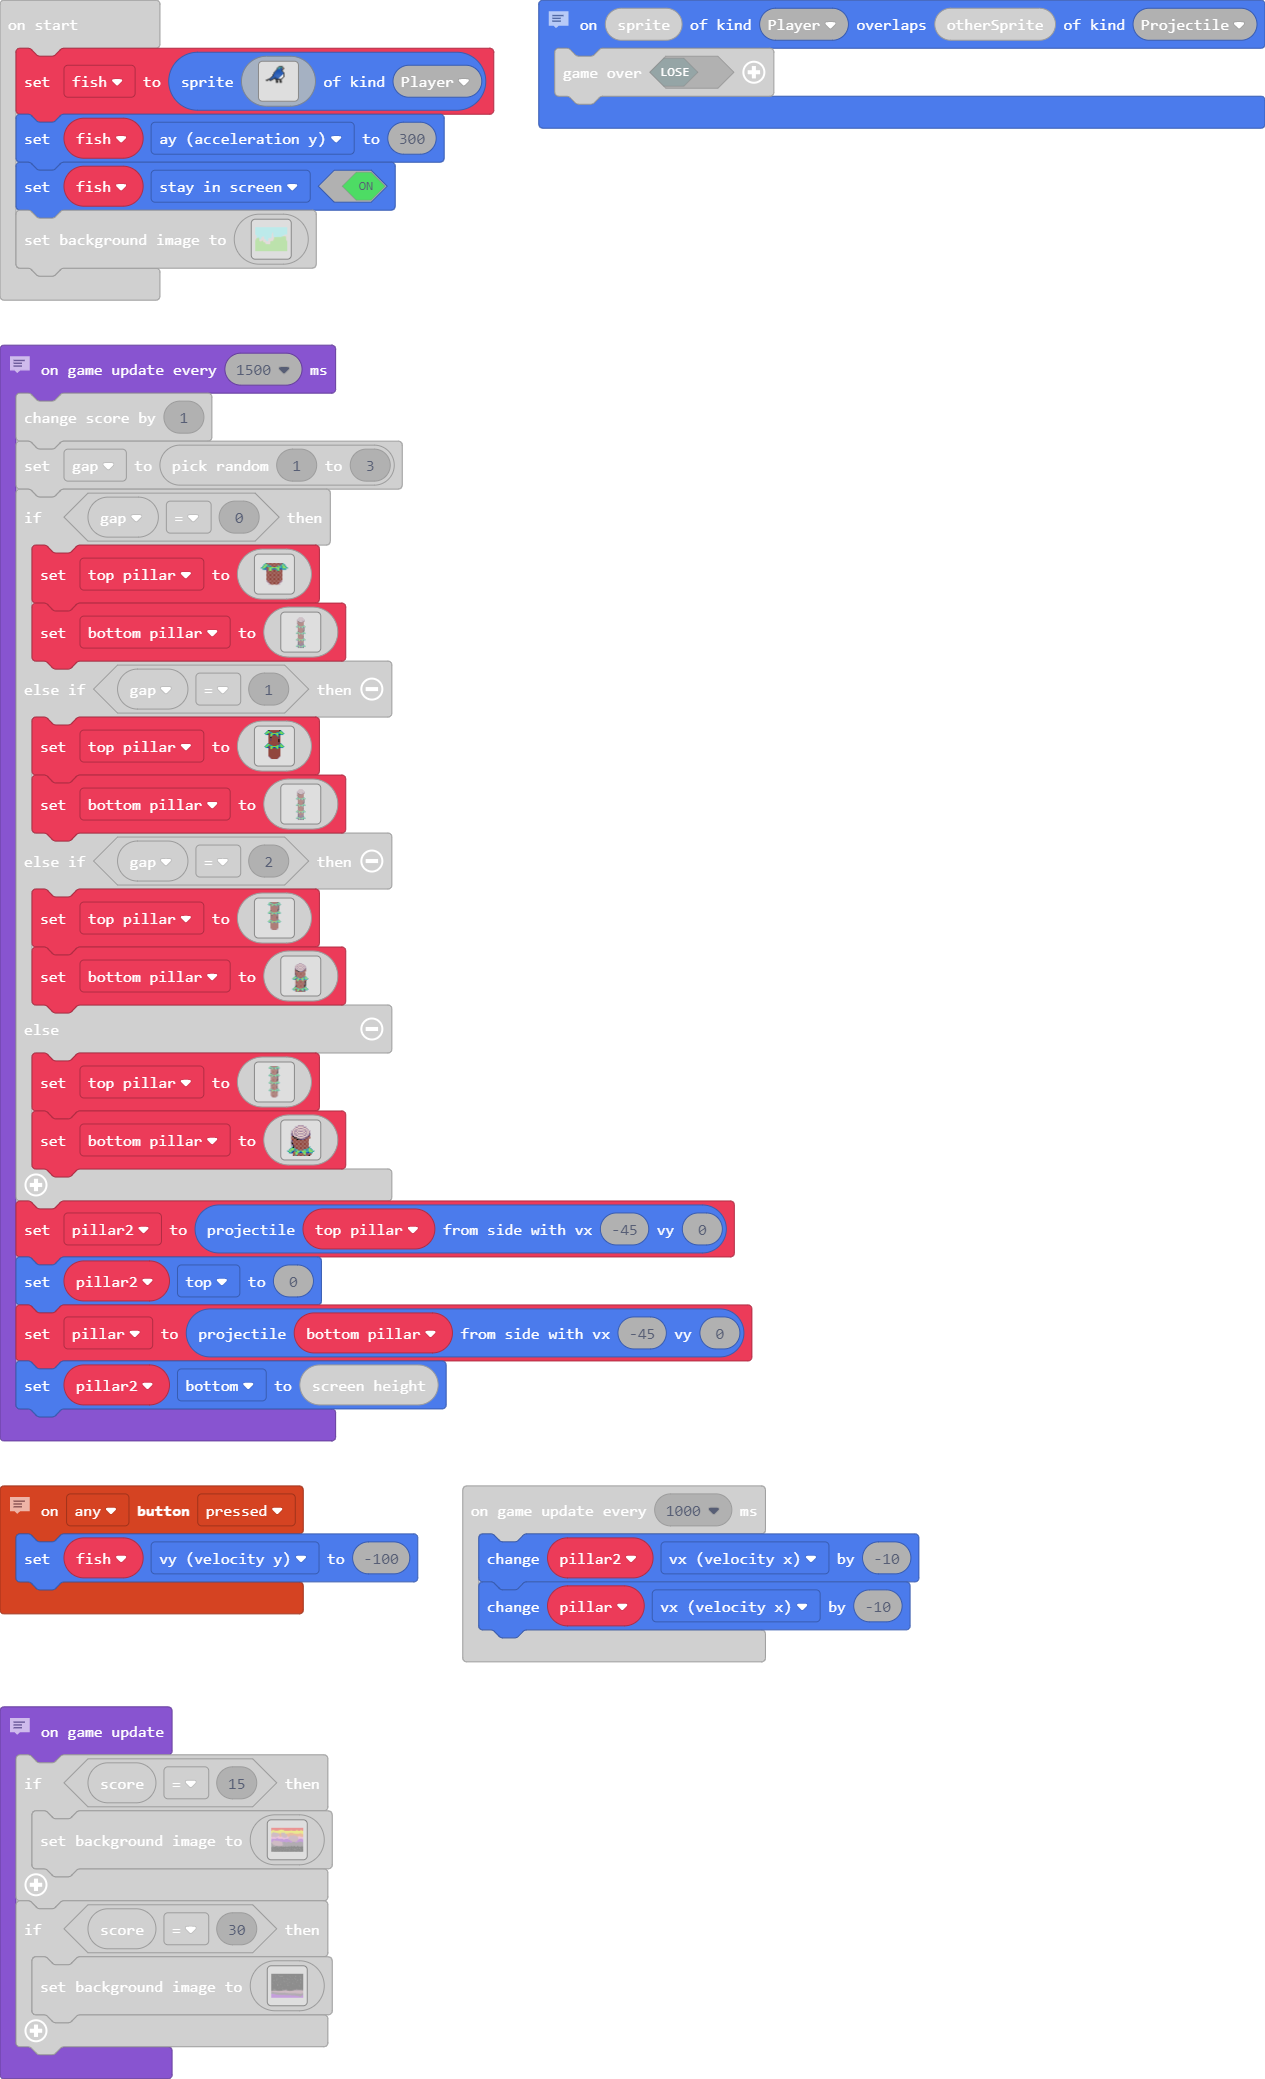 on start
set fish to sprite of kind Player
set fish ay (acceleration y) to 300
set fish stay in screen ON
set background image to
on sprite of kind Player overlaps otherSprite of kind Projectile
game over LOSE
on game update every 1500 ms
change score by 1
set gap to pick random 1 to 3
if gap = 0 then
set top pillar to
set bottom pillar to
else if gap = 1 then
set top pillar to
set bottom pillar to
else if gap = 2 then
set top pillar to
set bottom pillar to
else
set top pillar to
set bottom pillar to
set pillar2 to projectile top pillar from side with vx -45 vy 0
set pillar2 top to 0
set pillar to projectile bottom pillar from side with vx -45 vy 0
set pillar2 bottom to screen height
on any button pressed
set fish vy (velocity y) to -100
on game update every 1000 ms
change pillar2 vx (velocity x) by -10
change pillar vx (velocity x) by -10
on game update
if score = 15 then
set background image to
if score = 30 then
set background image to